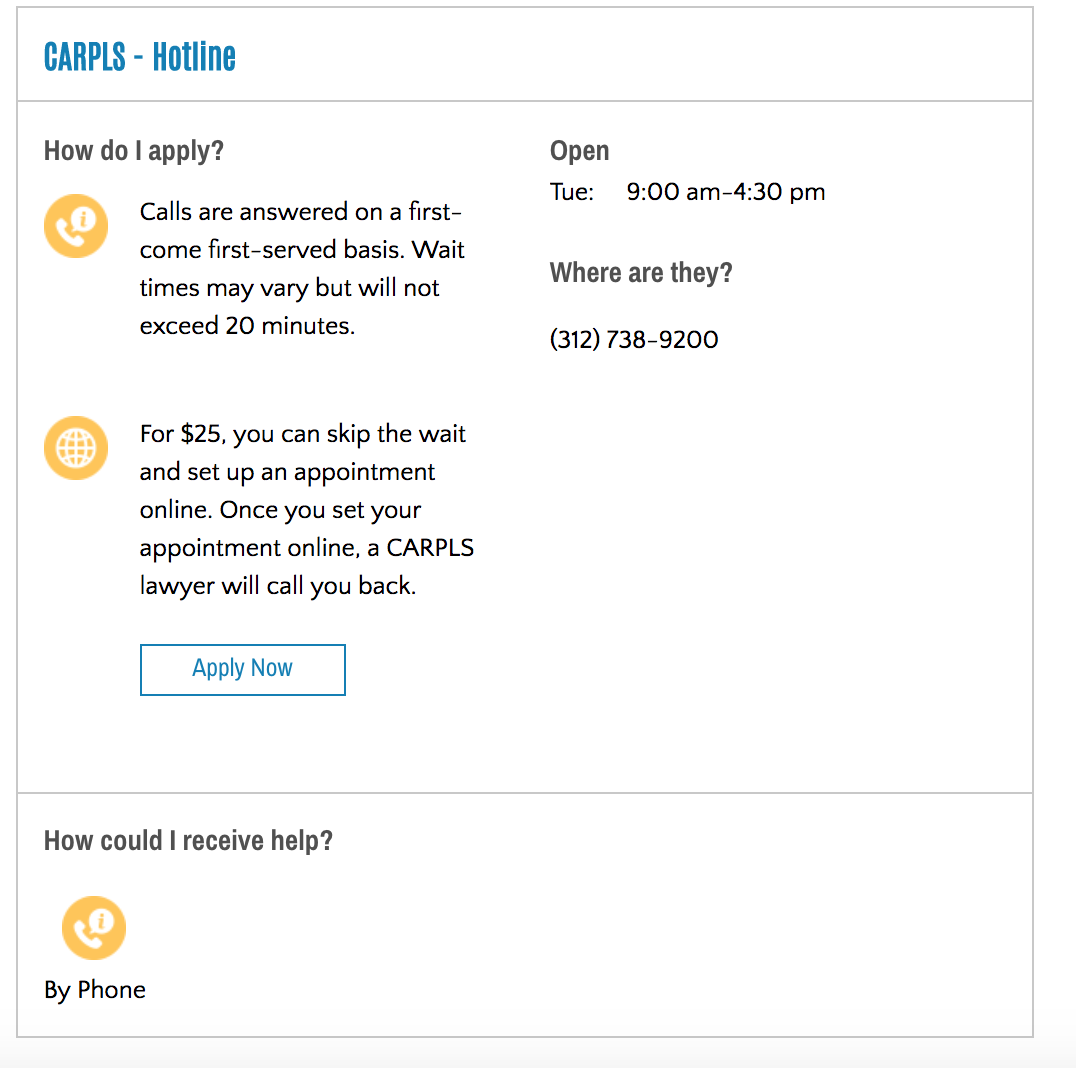 CARPLS - Hotline
How do I apply?
Calls are answered on a first-
come first-served basis. Wait
times may vary but will not
exceed 20 minutes.
For $25, you can skip the wait
and set up an appointment
online. Once you set your
appointment online, a CARPLS
lawyer will call you back.
Apply Now
Open
Tue: 9:00 am-4:30 pm
Where are they?
(312) 738-9200
How could I receive help?
By Phone